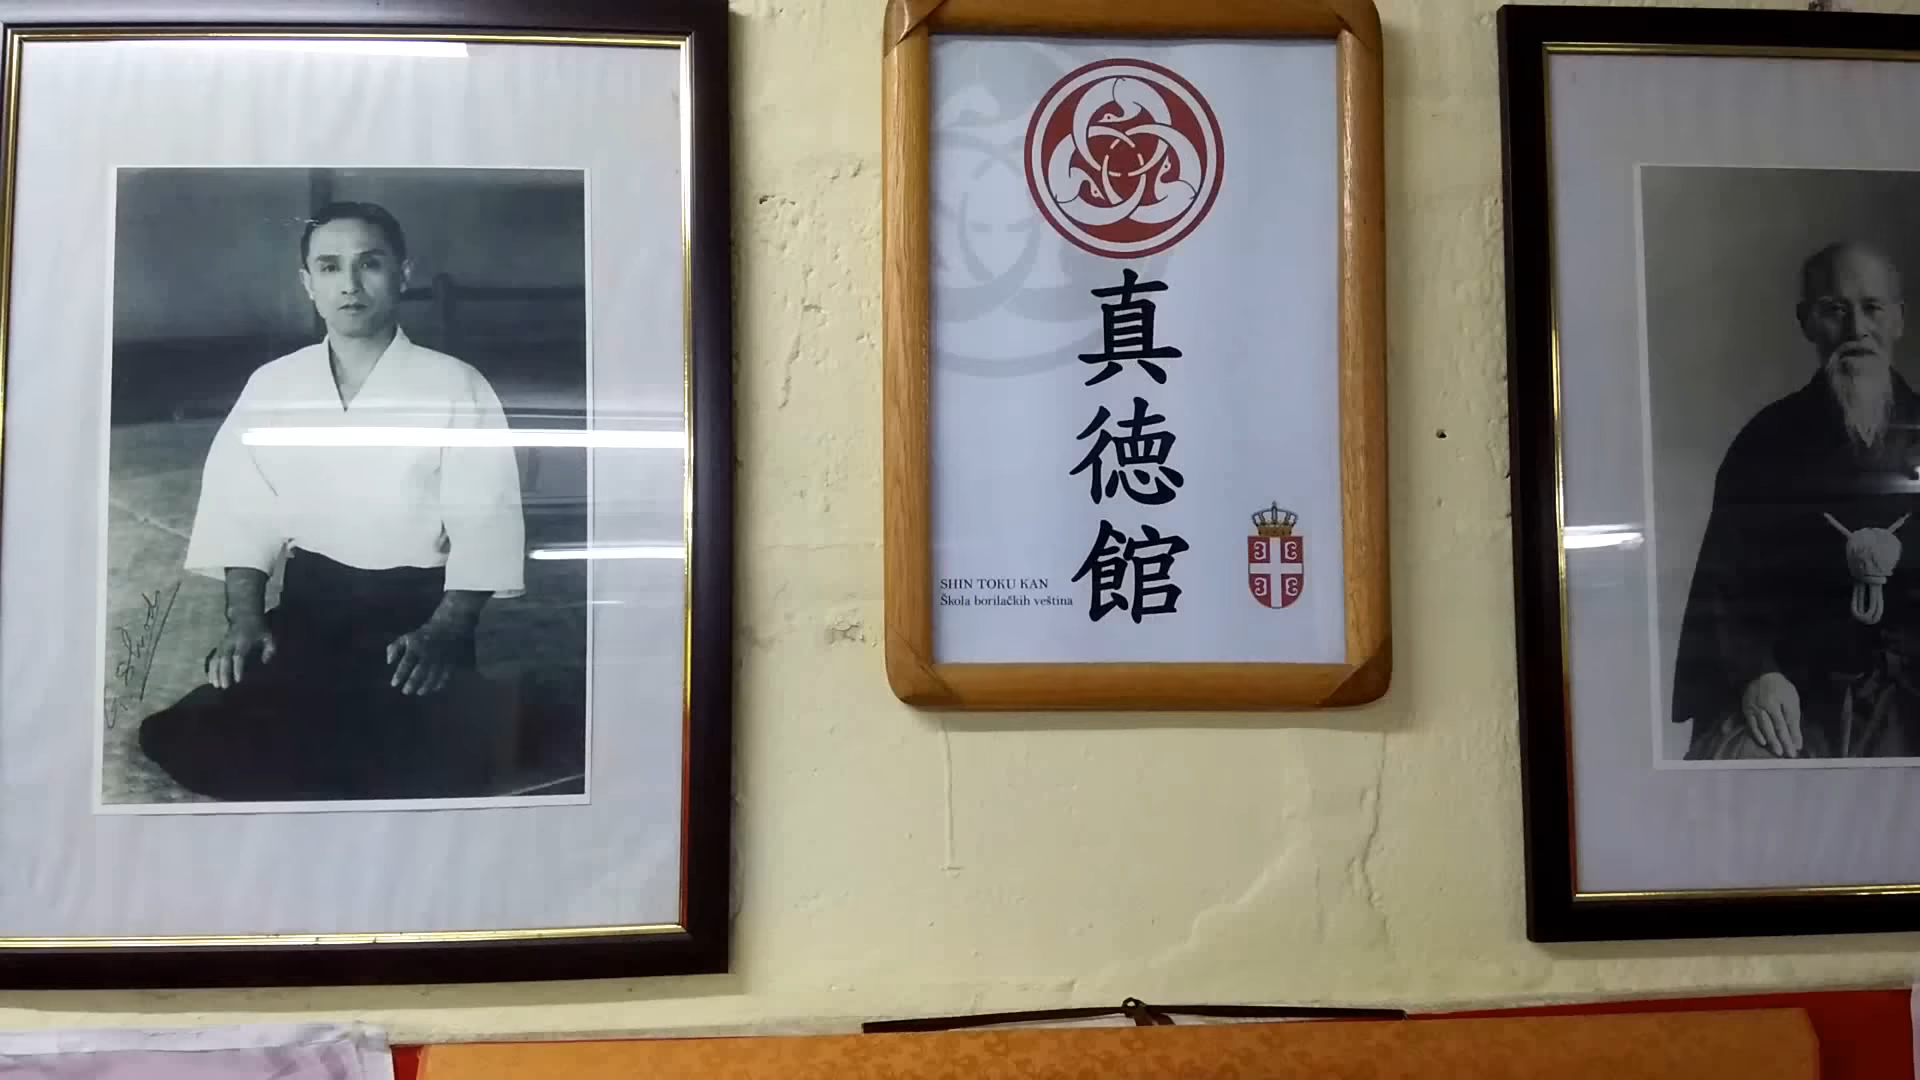 真
徳
館
SHIN TOKU KAN
Škola borilačkih veština